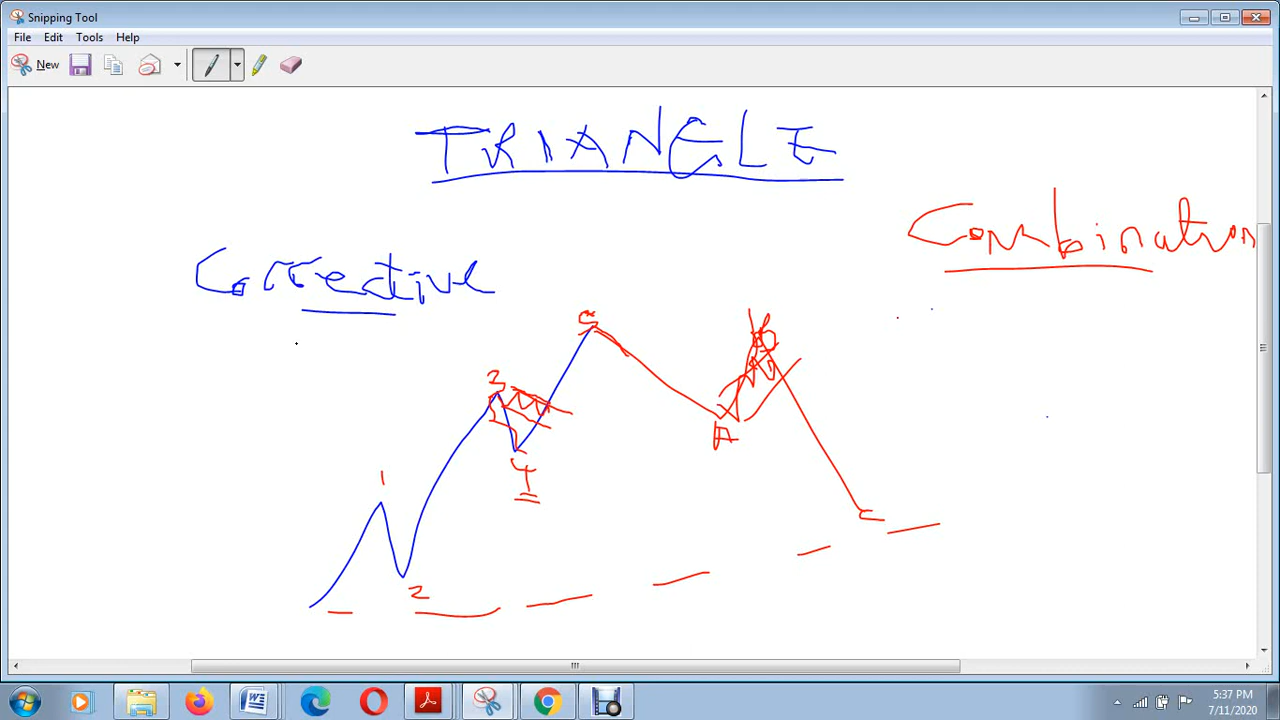 Snipping Tool
File Edit Tools Help
New
TRIANGLE
Combination
Corrective
5
B
3
A
4
1
C
2
5:37 PM
7/11/2020